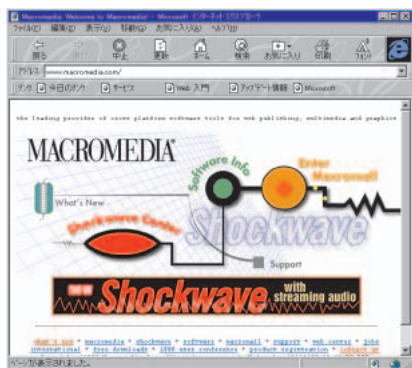 Macromedia: Welcome to Macromedia! - Microsoft インターネット エクスプローラ
ファイル(F) 編集(E) 表示(V) 移動(G) お気に入り(A) ヘルプ(H)
戻る 中止 更新 ホーム 検索 お気に入り 印刷 フォント
アドレス www.macromedia.com/
リンク 今日のリンク サービス Web 入門 アップデート情報 Microsoft
the leading provider of cross platform software tools for web publishing, multimedia and graphics
MACROMEDIA
Software Info
Enter Macromall
What's New
Shockwave Center
Shockwave
Support
Shockwave with streaming audio
what's new * macromedia * shockwave * software * macromall * support * web center * jobs
international * free downloads * 1996 user conference * product registration * contact us
ページが表示されました。